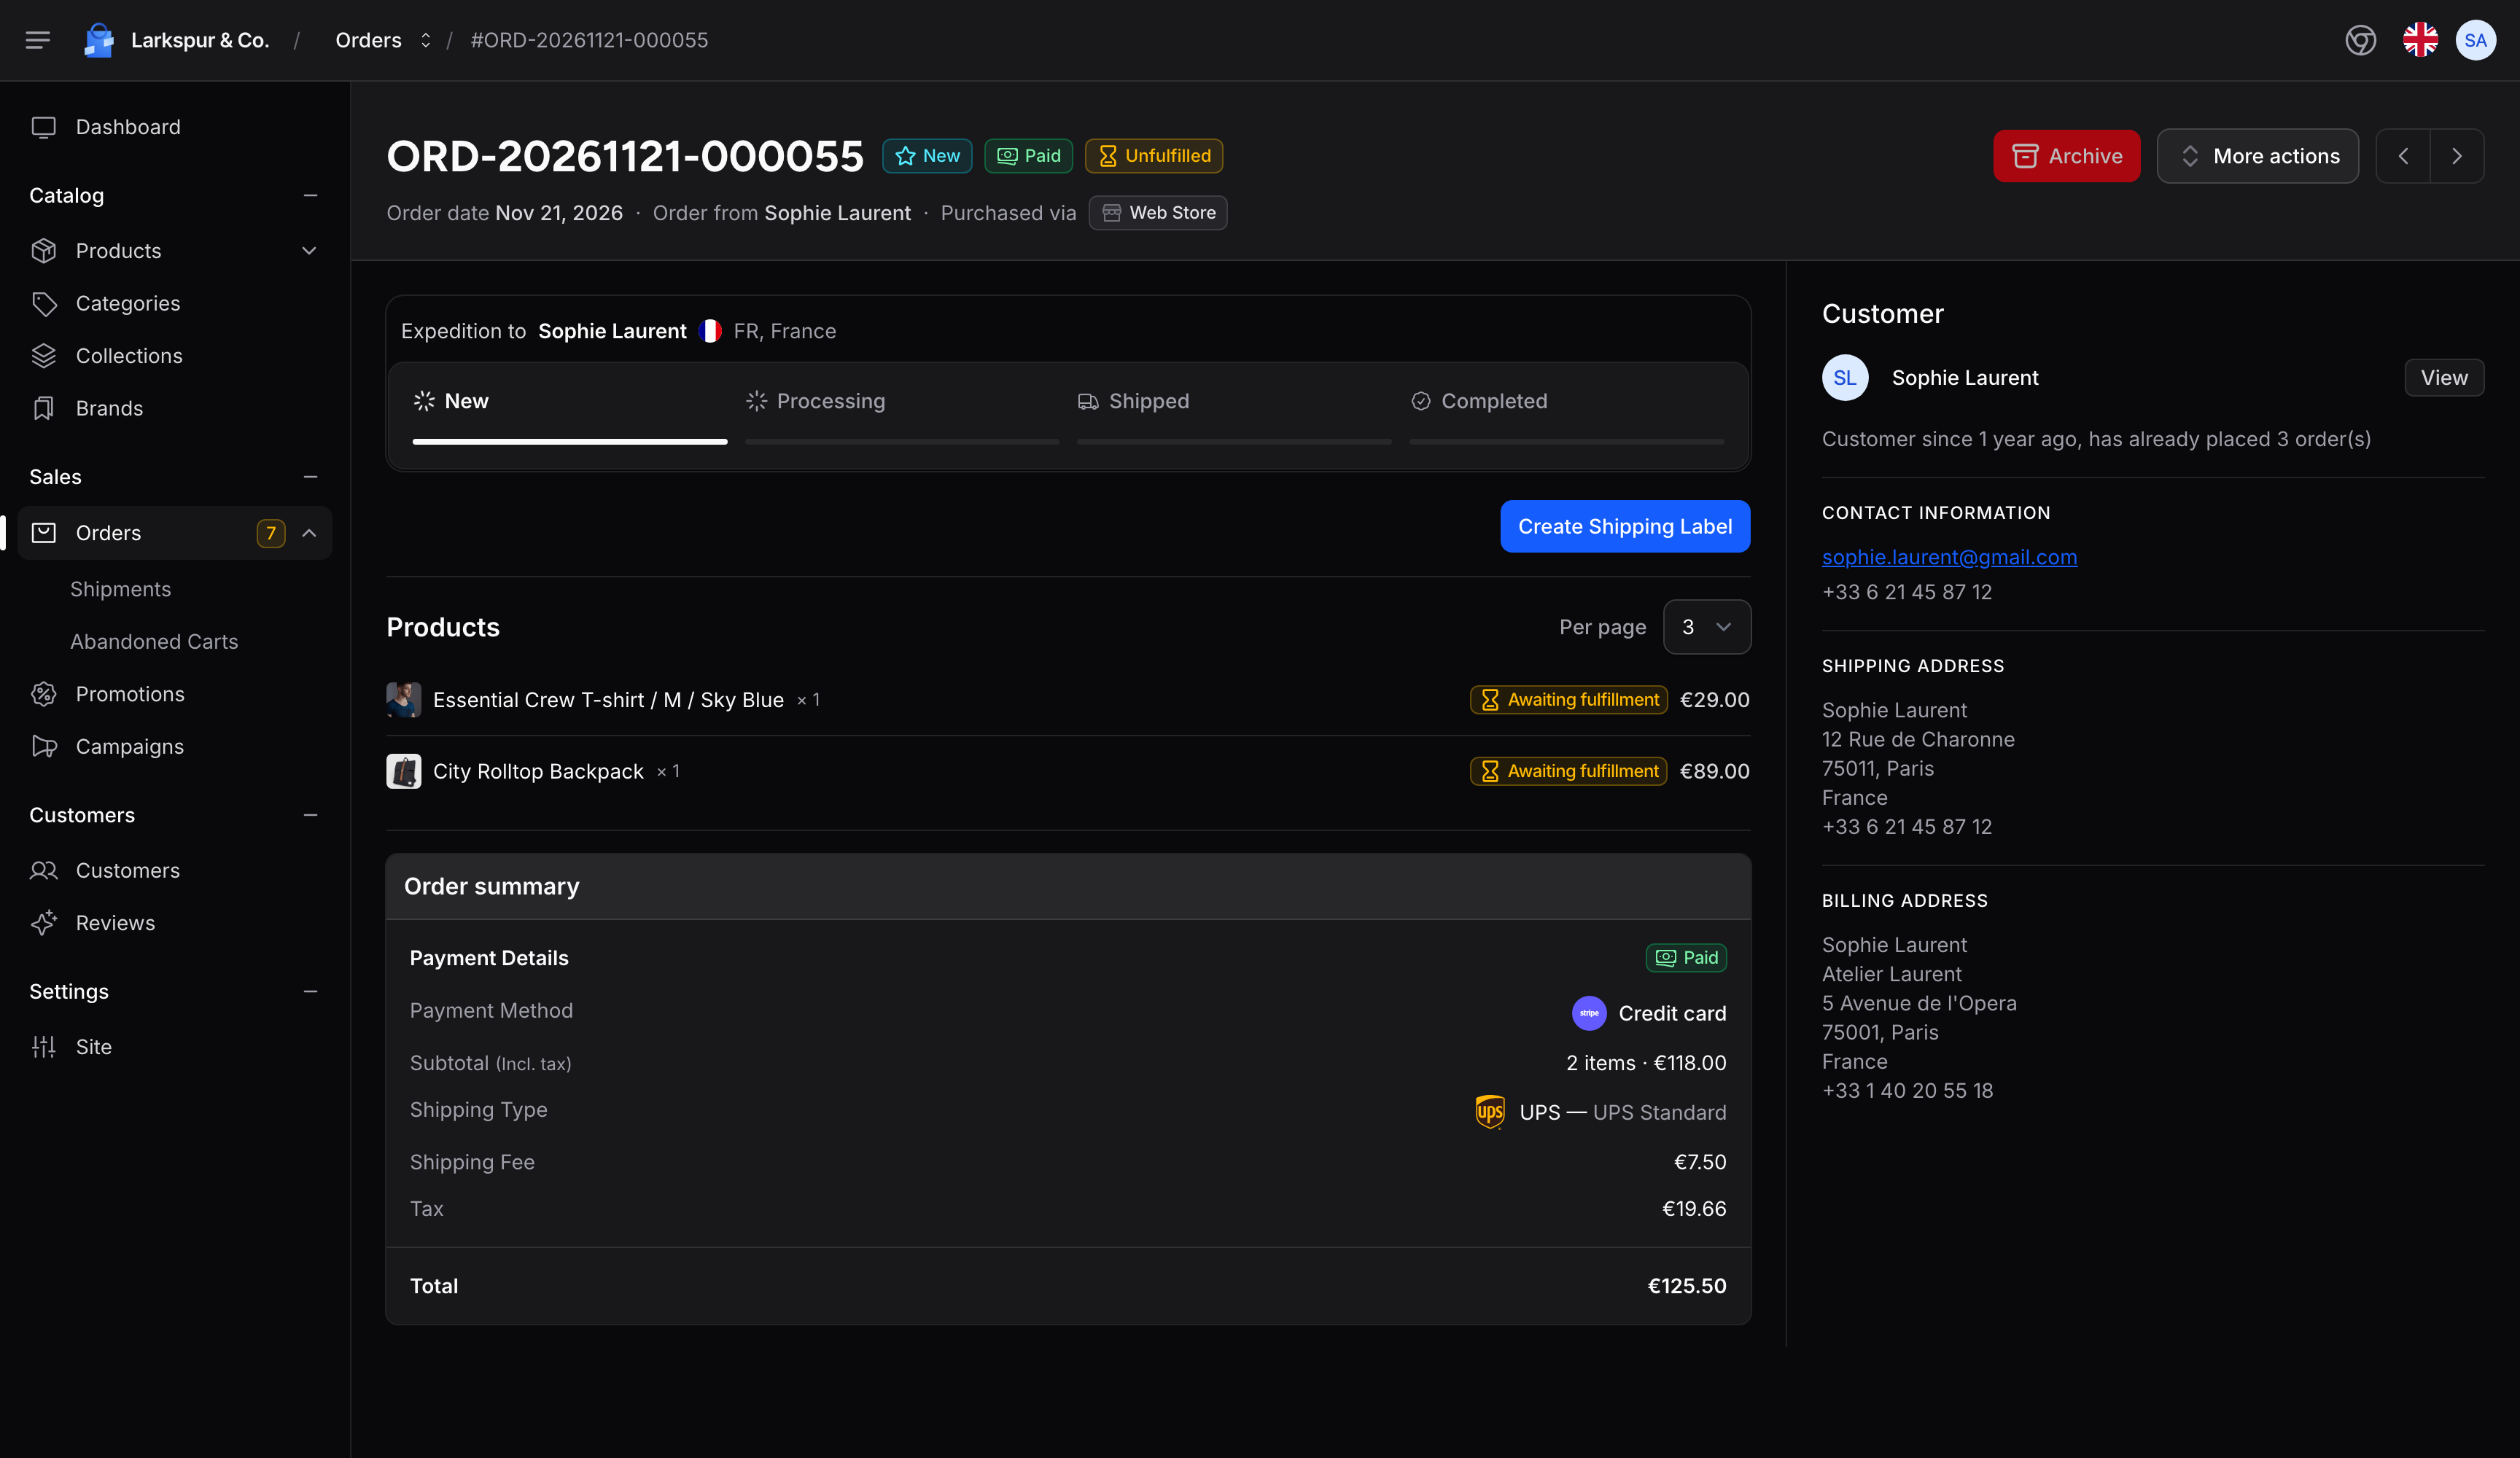 Larkspur & Co. / Orders / #ORD-20261121-000055
SA
Dashboard
Catalog
Products
Categories
Collections
Brands
Sales
Orders 7
Shipments
Abandoned Carts
Promotions
Campaigns
Customers
Customers
Reviews
Settings
Site
ORD-20261121-000055 New Paid Unfulfilled
Archive
More actions
Order date Nov 21, 2026 · Order from Sophie Laurent · Purchased via Web Store
Expedition to Sophie Laurent FR, France
New Processing Shipped Completed
Create Shipping Label
Products
Per page 3
Essential Crew T-shirt / M / Sky Blue × 1 Awaiting fulfillment €29.00
City Rolltop Backpack × 1 Awaiting fulfillment €89.00
Order summary
Payment Details Paid
Payment Method stripe Credit card
Subtotal (Incl. tax) 2 items · €118.00
Shipping Type ups UPS — UPS Standard
Shipping Fee €7.50
Tax €19.66
Total €125.50
Customer
SL Sophie Laurent View
Customer since 1 year ago, has already placed 3 order(s)
CONTACT INFORMATION
sophie.laurent@gmail.com
+33 6 21 45 87 12
SHIPPING ADDRESS
Sophie Laurent
12 Rue de Charonne
75011, Paris
France
+33 6 21 45 87 12
BILLING ADDRESS
Sophie Laurent
Atelier Laurent
5 Avenue de l'Opera
75001, Paris
France
+33 1 40 20 55 18